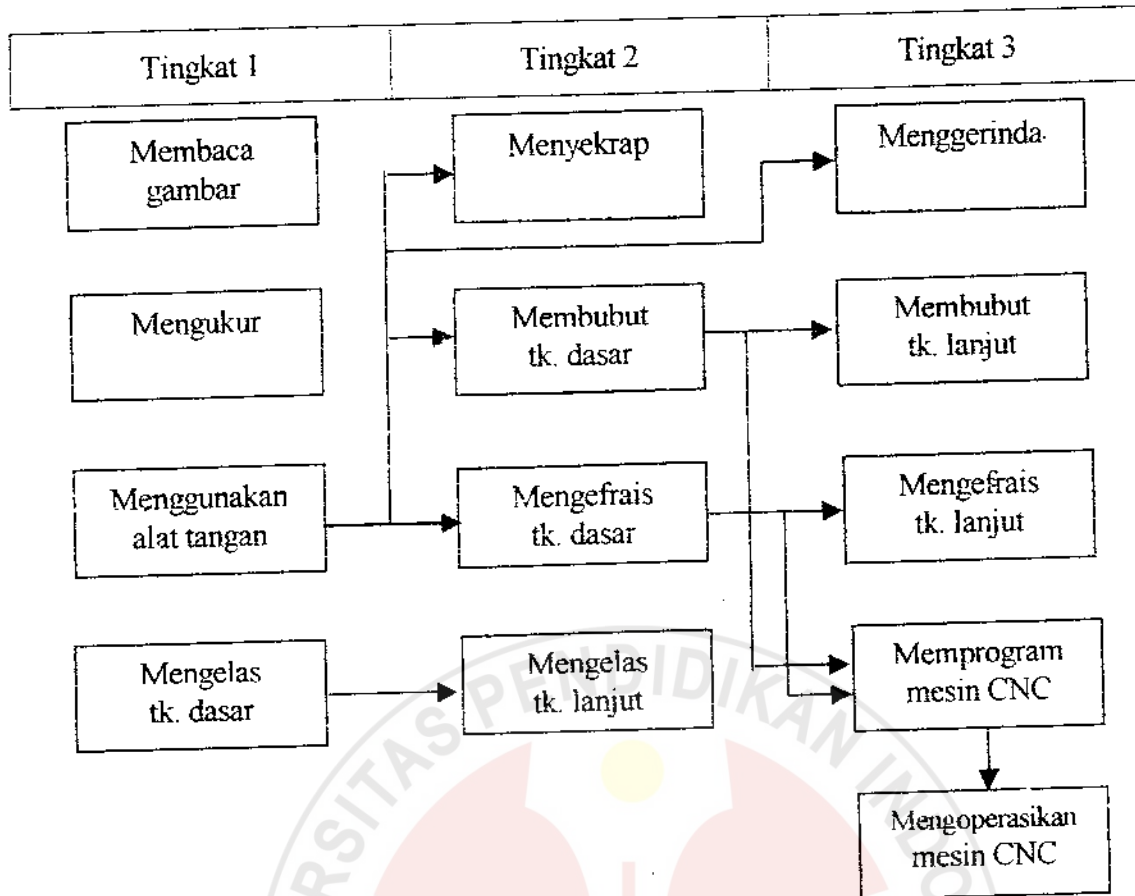 Tingkat 1
Tingkat 2
Tingkat 3
Membaca
gambar
Menyekrap
Menggerinda
Mengukur
Membubut
tk. dasar
Membubut
tk. lanjut
Menggunakan
alat tangan
Mengefrais
tk. dasar
Mengefrais
tk. lanjut
Mengelas
tk. dasar
Mengelas
tk. lanjut
Memprogram
mesin CNC
Mengoperasikan
mesin CNC
PENDIDIKAN